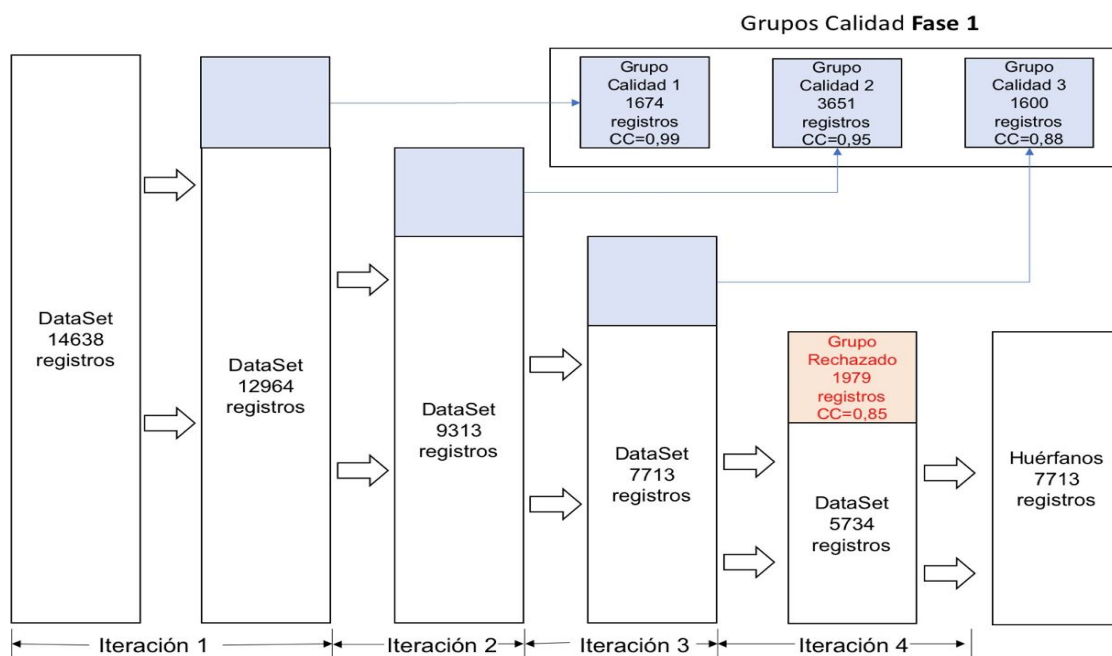 Grupos Calidad Fase 1
Grupo
Calidad 1
1674
registros
CC=0,99
Grupo
Calidad 2
3651
registros
CC=0,95
Grupo
Calidad 3
1600
registros
CC=0,88
DataSet
14638
registros
DataSet
12964
registros
DataSet
9313
registros
DataSet
7713
registros
Grupo
Rechazado
1979
registros
CC=0,85
DataSet
5734
registros
Huérfanos
7713
registros
Iteración 1
Iteración 2
Iteración 3
Iteración 4